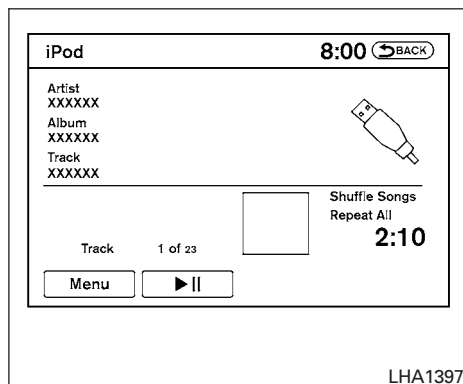 iPod 8:00 BACK
Artist
XXXXXX
Album
XXXXXX
Track
XXXXXX
Shuffle Songs
Repeat All
2:10
Track 1 of 23
Menu
LHA1397